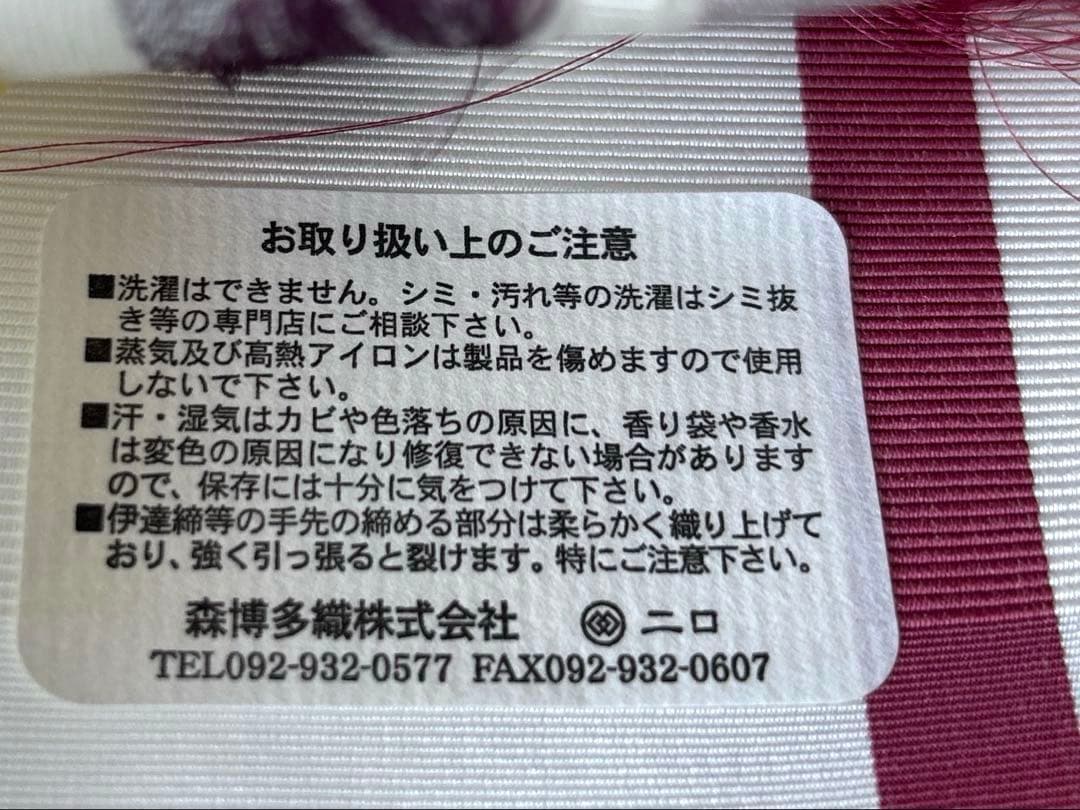 お取り扱い上のご注意
■洗濯はできません。シミ・汚れ等の洗濯はシミ抜
き等の専門店にご相談下さい。
■蒸気及び高熱アイロンは製品を傷めますので使用
しないで下さい。
■汗・湿気はカビや色落ちの原因に、香り袋や香水
は変色の原因になり修復できない場合があります
ので、保存には十分に気をつけて下さい。
■伊達締等の手先の締める部分は柔らかく織り上げて
おり、強く引っ張ると裂けます。特にご注意下さい。
森博多織株式会社 二ロ
TEL092-932-0577 FAX092-932-0607